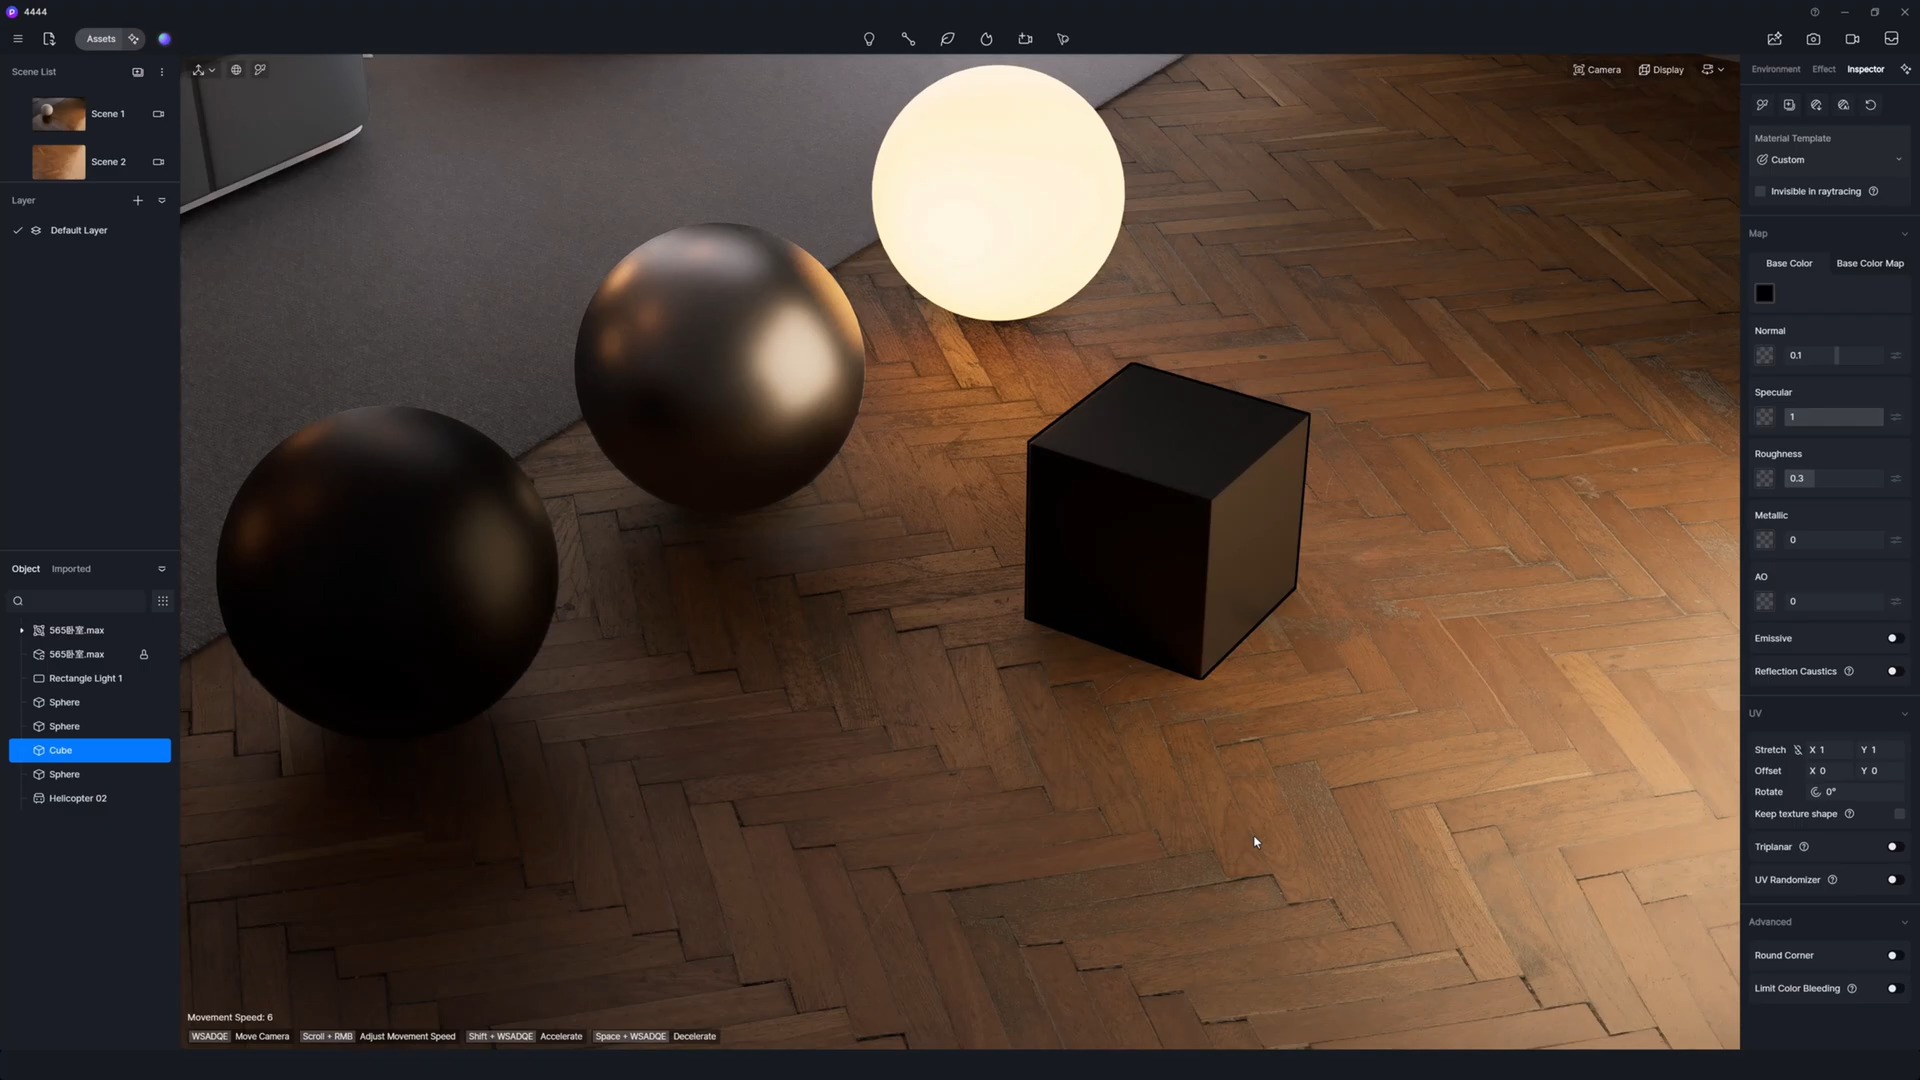 4444
Assets
Scene List
Scene 1
Scene 2
Layer
Default Layer
Object Imported
565卧室.max
565卧室.max
Rectangle Light 1
Sphere
Sphere
Cube
Sphere
Helicopter 02
Camera Display
Movement Speed: 6
WSADQE Move Camera Scroll + RMB Adjust Movement Speed Shift + WSADQE Accelerate Space + WSADQE Decelerate
Environment Effect Inspector
Material Template
Custom
Invisible in raytracing
Map
Base Color Base Color Map
Normal
0.1
Specular
1
Roughness
0.3
Metallic
0
AO
0
Emissive
Reflection Caustics
UV
Stretch X 1 Y 1
Offset X 0 Y 0
Rotate 0°
Keep texture shape
Triplanar
UV Randomizer
Advanced
Round Corner
Limit Color Bleeding